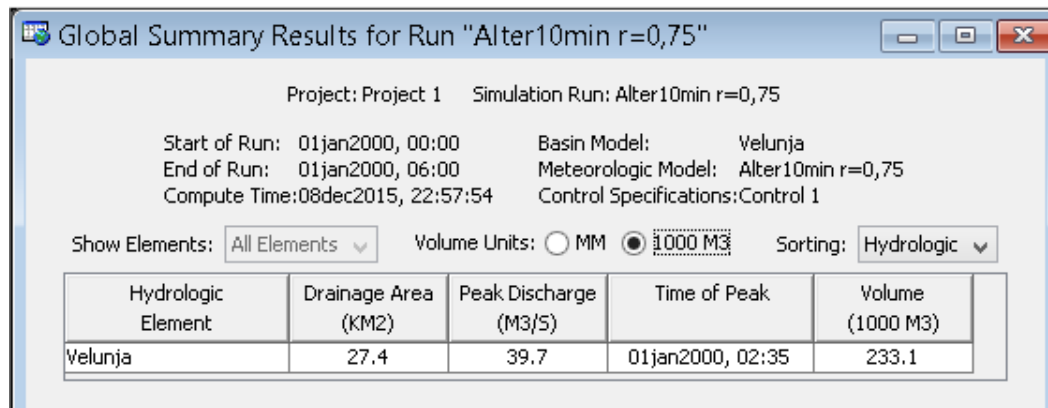 Global Summary Results for Run "Alter10min r=0,75"
Project: Project 1 Simulation Run: Alter10min r=0,75
Start of Run: 01jan2000, 00:00 Basin Model: Velunja
End of Run: 01jan2000, 06:00 Meteorologic Model: Alter10min r=0,75
Compute Time:08dec2015, 22:57:54 Control Specifications:Control 1
Show Elements: All Elements Volume Units: MM 1000 M3 Sorting: Hydrologic
Hydrologic Drainage Area Peak Discharge Time of Peak Volume
Element (KM2) (M3/S) (1000 M3)
Velunja 27.4 39.7 01jan2000, 02:35 233.1